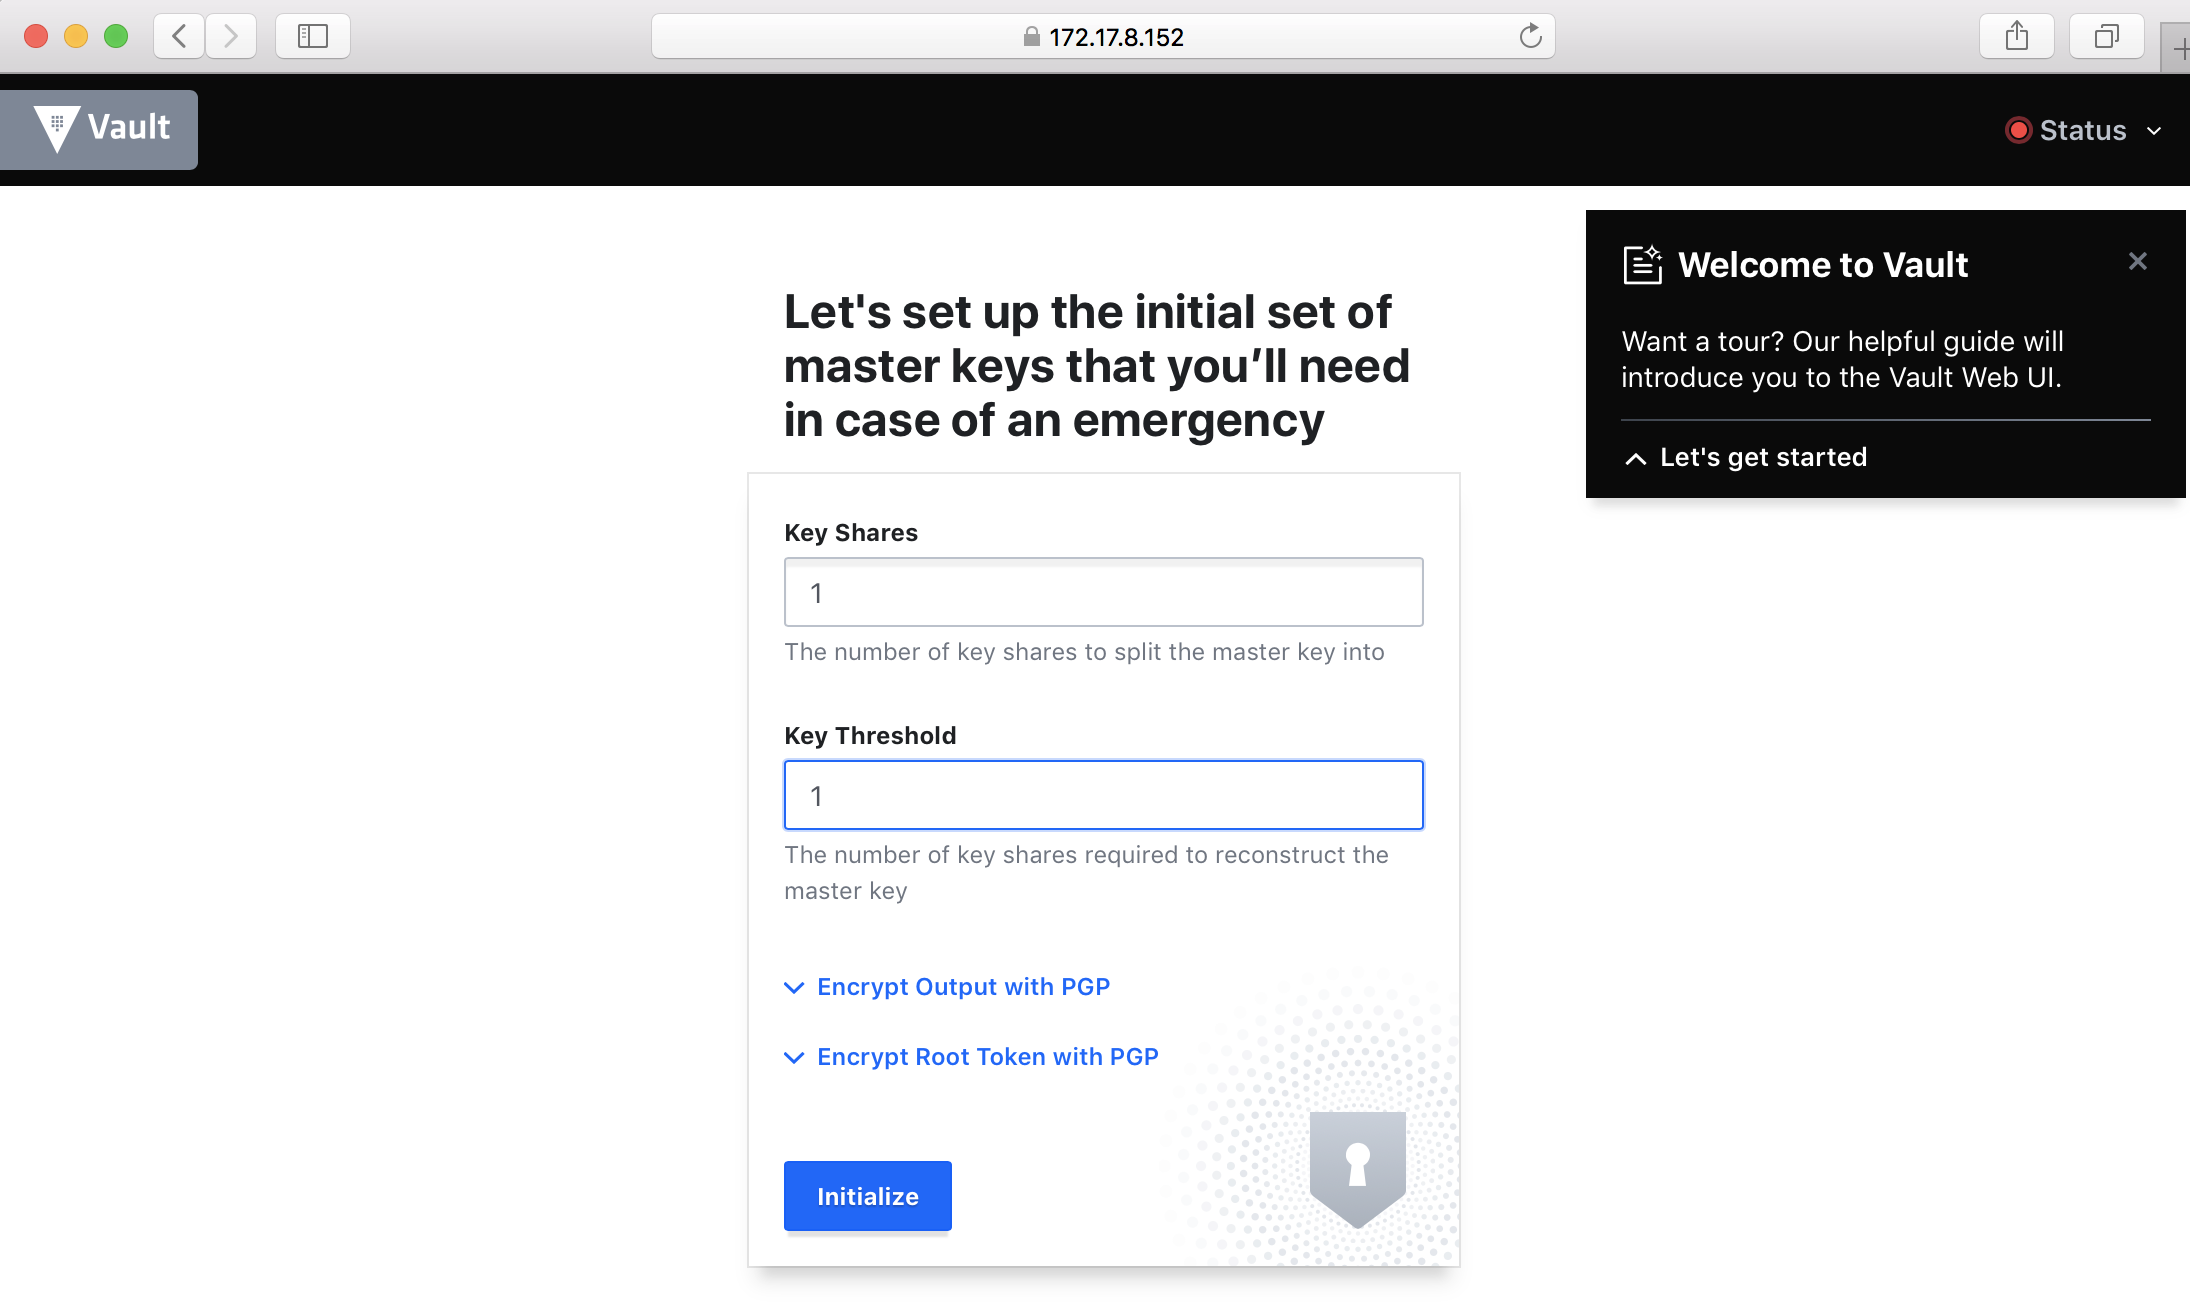 172.17.8.152
Vault
Status
Welcome to Vault
Want a tour? Our helpful guide will
introduce you to the Vault Web UI.
Let's get started
Let's set up the initial set of
master keys that you’ll need
in case of an emergency
Key Shares
1
The number of key shares to split the master key into
Key Threshold
1
The number of key shares required to reconstruct the
master key
Encrypt Output with PGP
Encrypt Root Token with PGP
Initialize